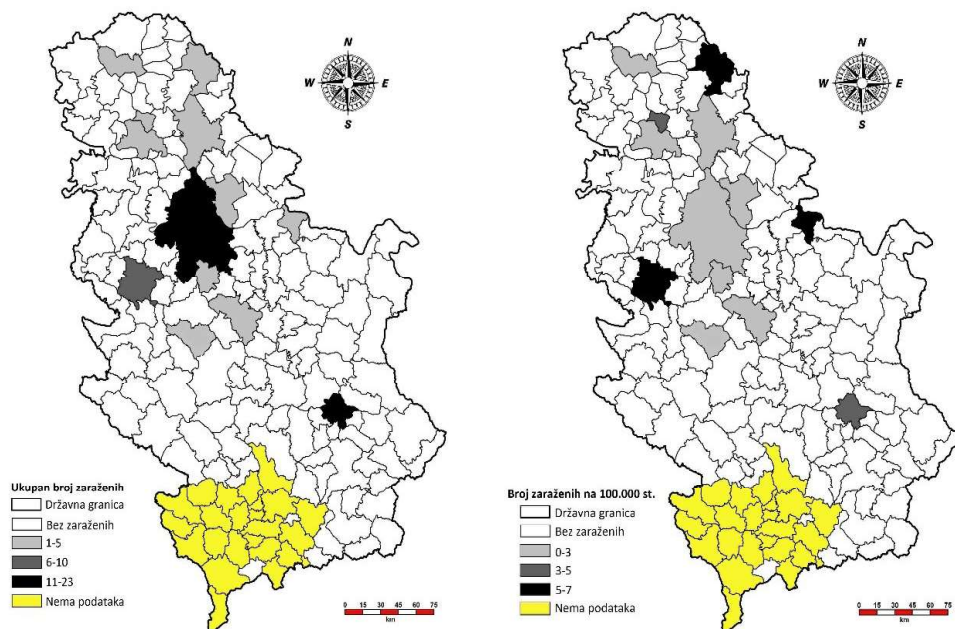 N
W E
S
Ukupan broj zaraženih
Državna granica
Bez zaraženih
1-5
6-10
11-23
Nema podataka
0 15 30 45 60 75
km
N
W E
S
Broj zaraženih na 100.000 st.
Državna granica
Bez zaraženih
0-3
3-5
5-7
Nema podataka
0 15 30 45 60 75
km